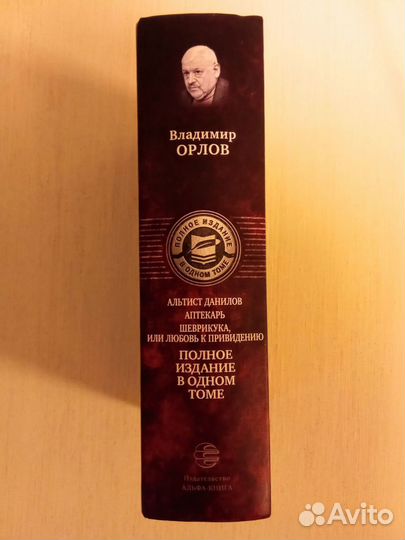 Владимир
ОРЛОВ
ПОЛНОЕ ИЗДАНИЕ
В ОДНОМ ТОМЕ
АЛЬТИСТ ДАНИЛОВ
АПТЕКАРЬ
ШЕВРИКУКА,
ИЛИ ЛЮБОВЬ К ПРИВИДЕНИЮ
ПОЛНОЕ
ИЗДАНИЕ
В ОДНОМ
ТОМЕ
Издательство
АЛЬФА-КНИГА
Avito